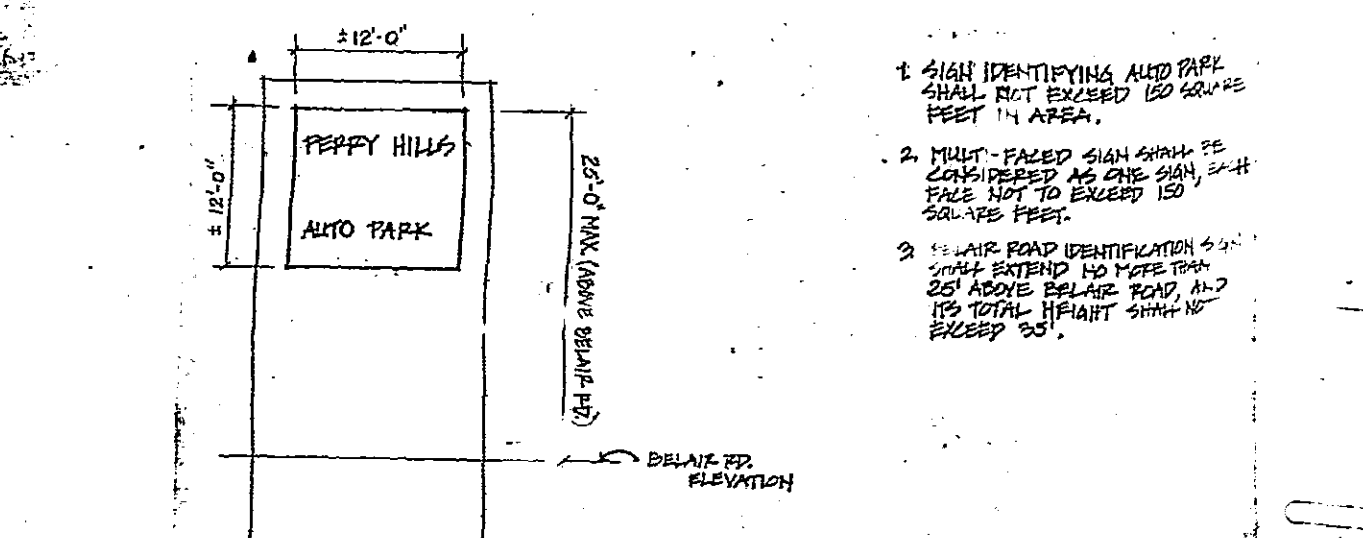 ±12'-0"
± 12'-0"
PERRY HILLS
AUTO PARK
25'-0" MAX (ABOVE BELAIR RD.)
BELAIR RD.
ELEVATION
1. SIGN IDENTIFYING AUTO PARK
SHALL NOT EXCEED 150 SQUARE
FEET IN AREA.
2. MULTI-FACED SIGN SHALL BE
CONSIDERED AS ONE SIGN, EACH
FACE NOT TO EXCEED 150
SQUARE FEET.
3. BELAIR ROAD IDENTIFICATION SIGN
SHALL EXTEND NO MORE THAN
25' ABOVE BELAIR ROAD, AND
ITS TOTAL HEIGHT SHALL NOT
EXCEED 35'.